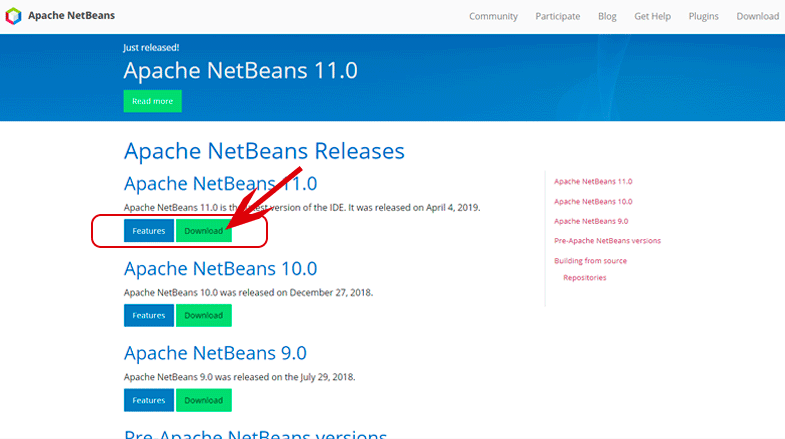 Apache NetBeans
Community Participate Blog Get Help Plugins Download
Just released!
Apache NetBeans 11.0
Read more
Apache NetBeans Releases
Apache NetBeans 11.0
Apache NetBeans 11.0 is the version of the IDE. It was released on April 4, 2019.
Features Download
Apache NetBeans 10.0
Apache NetBeans 10.0 was released on December 27, 2018.
Features Download
Apache NetBeans 9.0
Apache NetBeans 9.0 was released on the July 29, 2018.
Features Download
Pre-Apache NetBeans versions
Apache NetBeans 11.0
Apache NetBeans 10.0
Apache NetBeans 9.0
Pre-Apache NetBeans versions
Building from source
Repositories